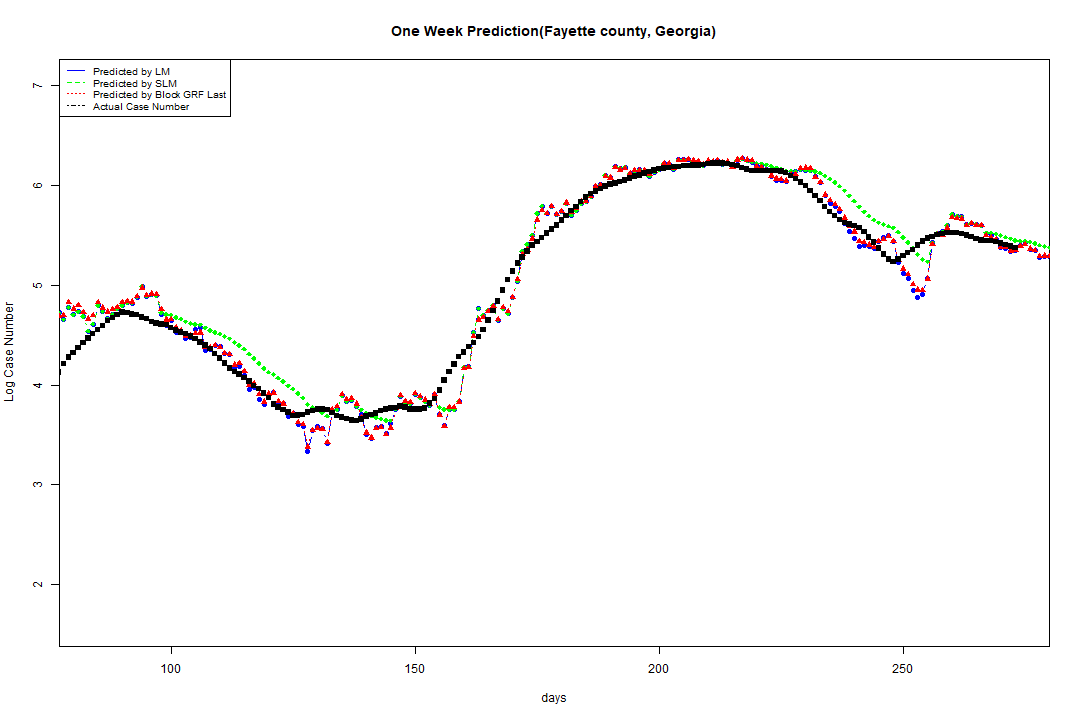 One Week Prediction(Fayette county, Georgia)
Predicted by LM
Predicted by SLM
Predicted by Block GRF Last
Actual Case Number
7
6
5
4
3
2
Log Case Number
100 150 200 250
days